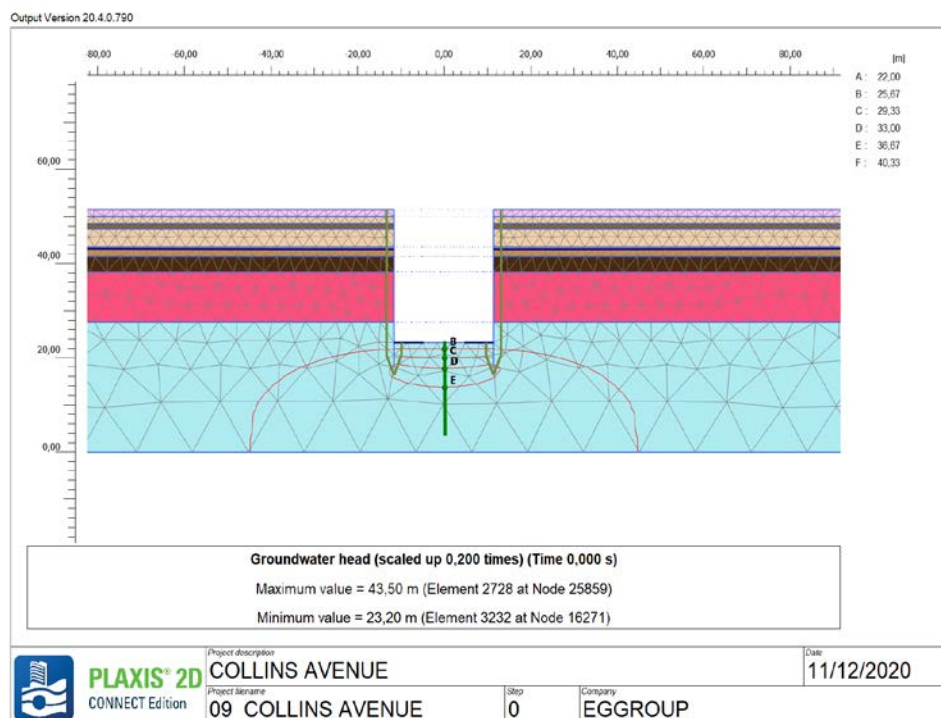 Output Version 20.4.0.790
-80,00 -60,00 -40,00 -20,00 0,00 20,00 40,00 60,00 80,00
[m]
A : 22,00
B : 25,67
C : 29,33
D : 33,00
E : 36,67
F : 40,33
60,00
40,00
20,00
0,00
B
C
D
E
Groundwater head (scaled up 0,200 times) (Time 0,000 s)
Maximum value = 43,50 m (Element 2728 at Node 25859)
Minimum value = 23,20 m (Element 3232 at Node 16271)
PLAXIS® 2D
CONNECT Edition
Project description
COLLINS AVENUE
Date
11/12/2020
Project filename
09 COLLINS AVENUE
Step
0
Company
EGGROUP